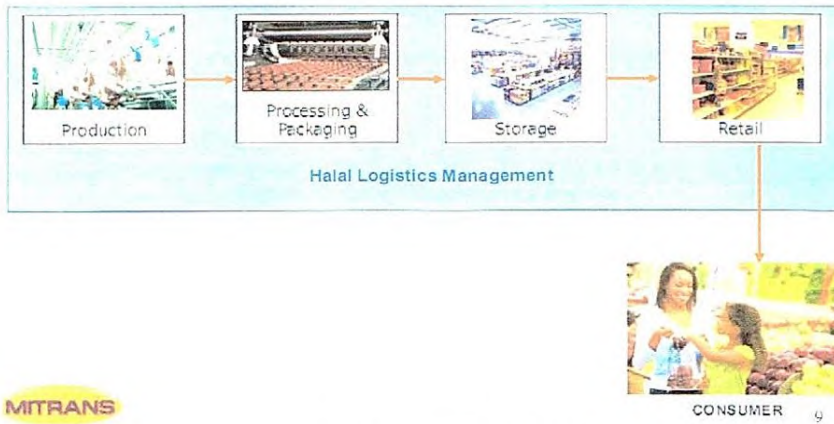 Production
Processing &
Packaging
Storage
Retail
Halal Logistics Management
CONSUMER
MITRANS
9